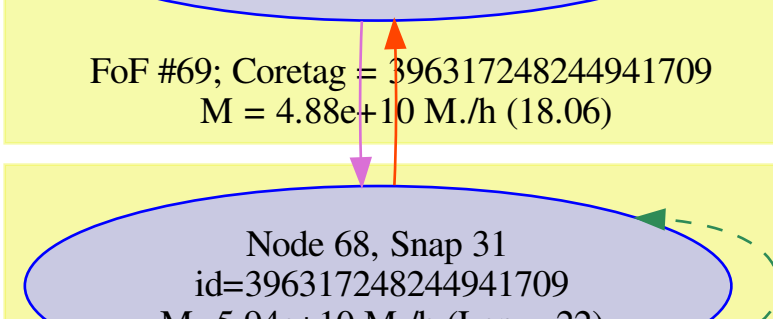 FoF #69; Coretag = 396317248244941709
M = 4.88e+10 M./h (18.06)
Node 68, Snap 31
id=396317248244941709